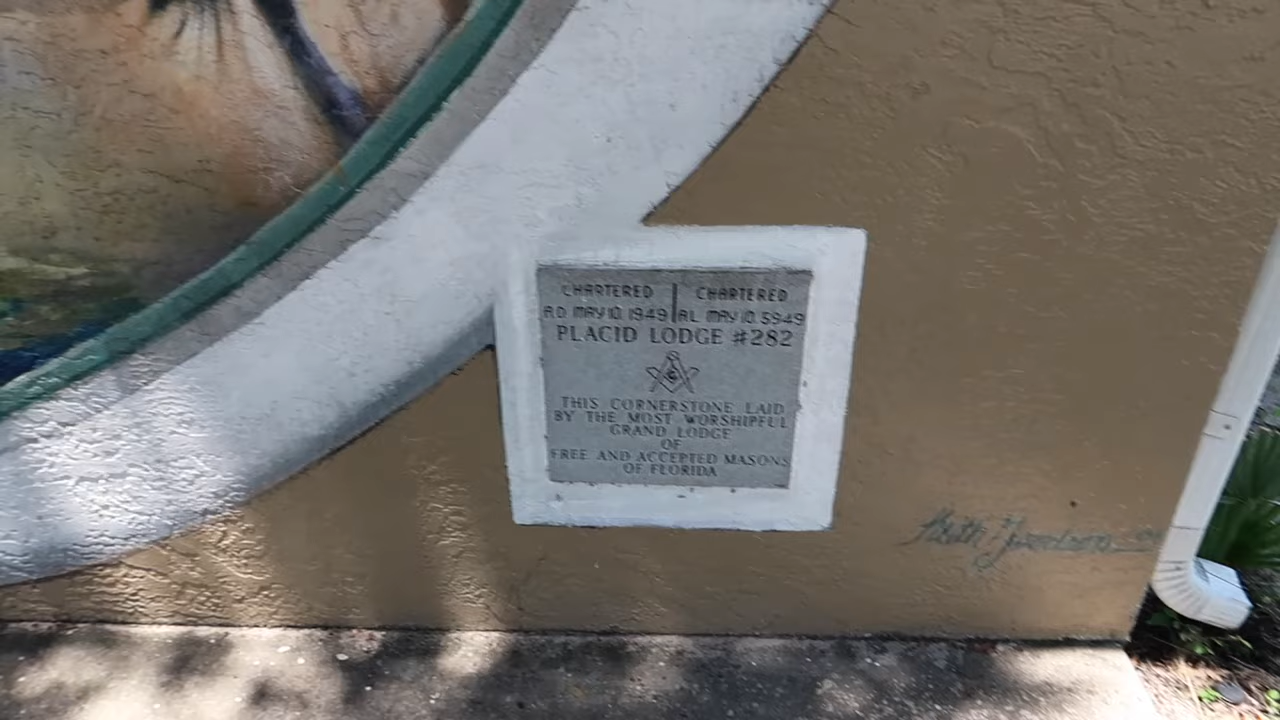 CHARTERED | CHARTERED
A.D. MAY 10, 1949 | A.L. MAY 10, 5949
PLACID LODGE #282
G
THIS CORNERSTONE LAID
BY THE MOST WORSHIPFUL
GRAND LODGE
OF
FREE AND ACCEPTED MASONS
OF FLORIDA
Keith